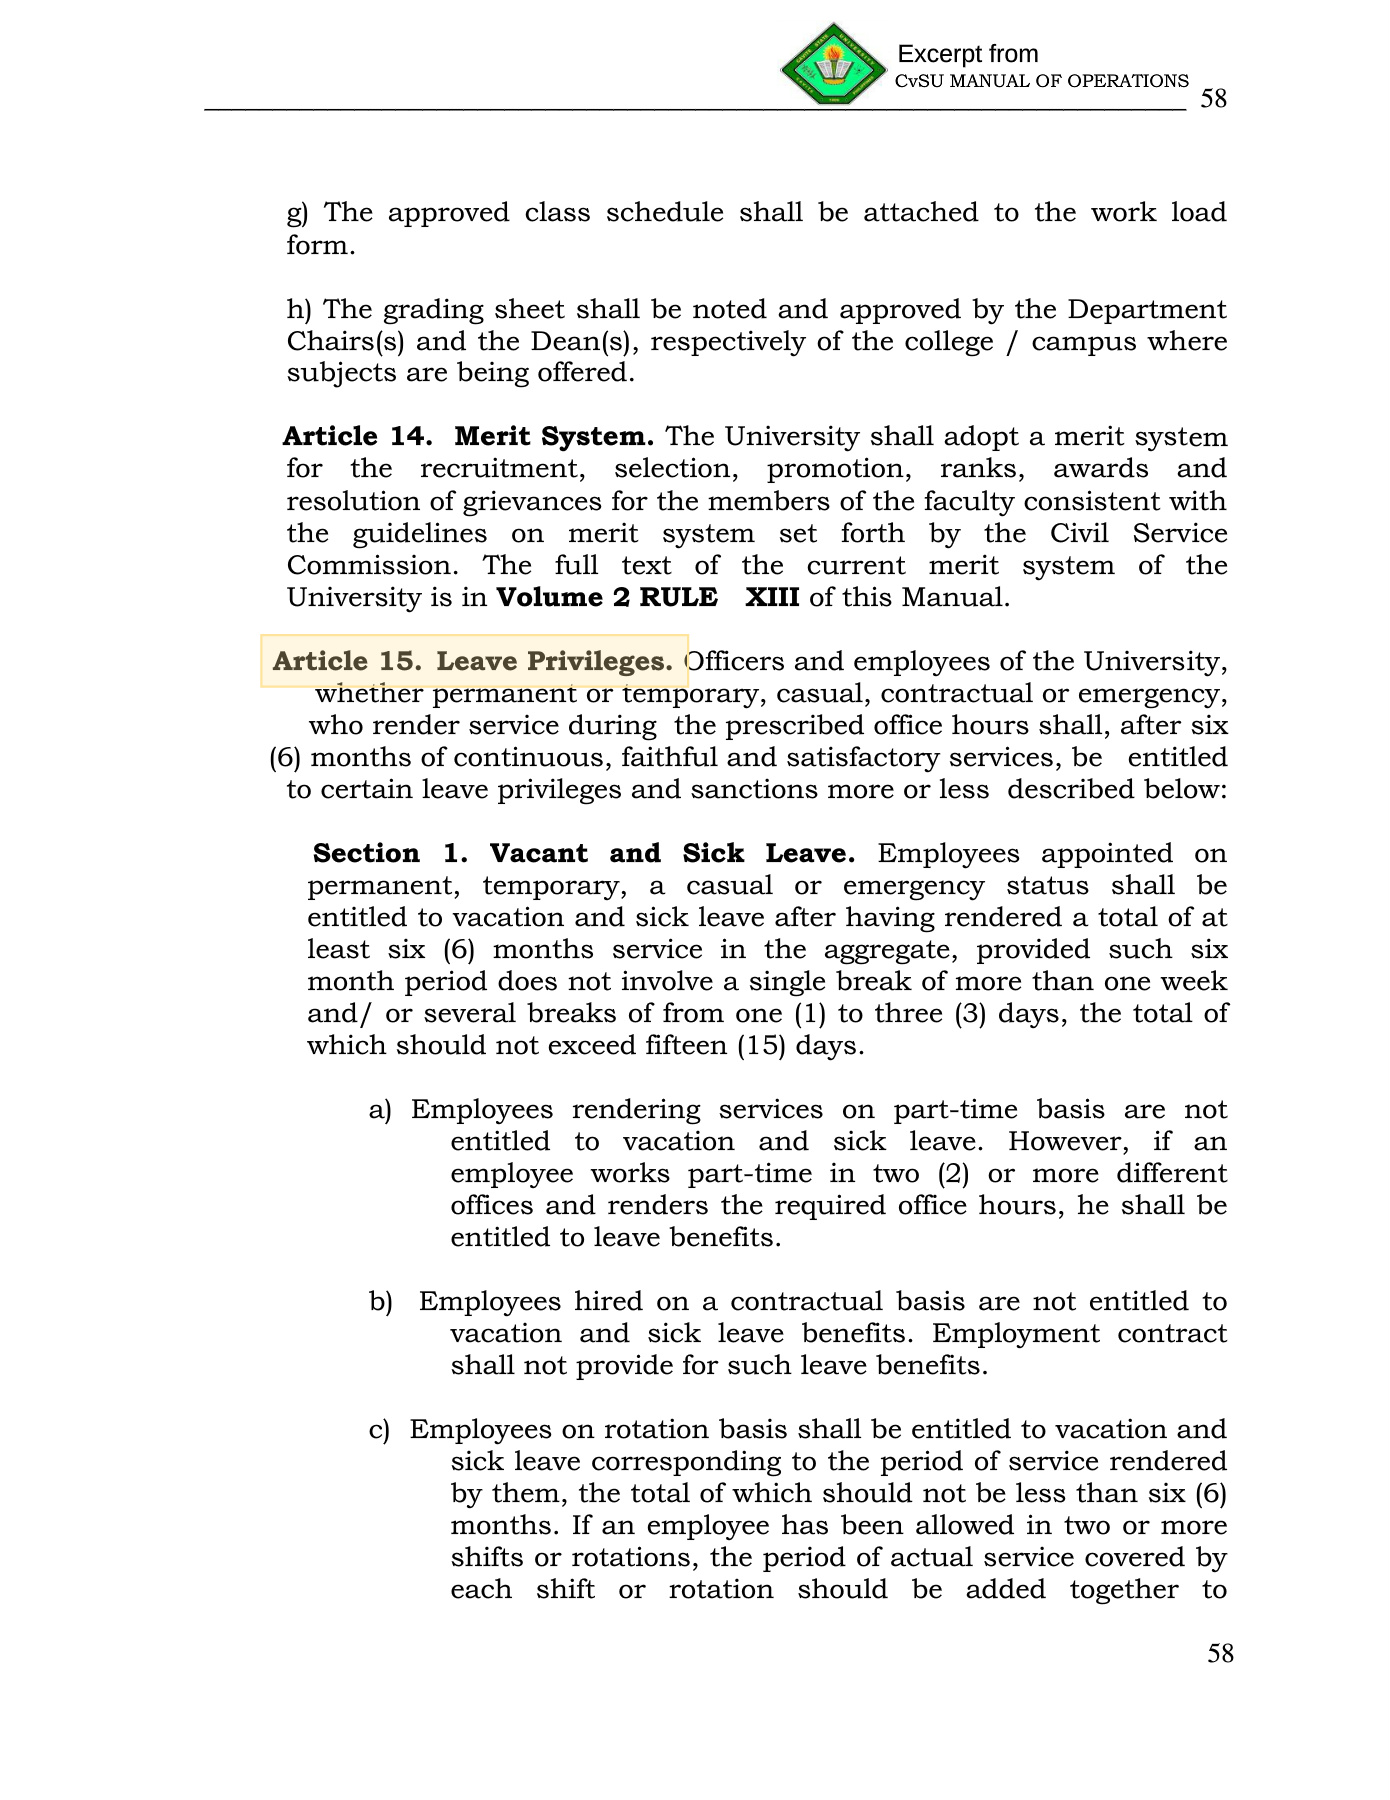 Excerpt from
CvSU MANUAL OF OPERATIONS 58
g) The approved class schedule shall be attached to the work load
form.
h) The grading sheet shall be noted and approved by the Department
Chairs(s) and the Dean(s), respectively of the college / campus where
subjects are being offered.
Article 14. Merit System. The University shall adopt a merit system
for the recruitment, selection, promotion, ranks, awards and
resolution of grievances for the members of the faculty consistent with
the guidelines on merit system set forth by the Civil Service
Commission. The full text of the current merit system of the
University is in Volume 2 RULE XIII of this Manual.
Article 15. Leave Privileges. Officers and employees of the University,
whether permanent or temporary, casual, contractual or emergency,
who render service during the prescribed office hours shall, after six
(6) months of continuous, faithful and satisfactory services, be entitled
to certain leave privileges and sanctions more or less described below:
Section 1. Vacant and Sick Leave. Employees appointed on
permanent, temporary, a casual or emergency status shall be
entitled to vacation and sick leave after having rendered a total of at
least six (6) months service in the aggregate, provided such six
month period does not involve a single break of more than one week
and/ or several breaks of from one (1) to three (3) days, the total of
which should not exceed fifteen (15) days.
a) Employees rendering services on part-time basis are not
entitled to vacation and sick leave. However, if an
employee works part-time in two (2) or more different
offices and renders the required office hours, he shall be
entitled to leave benefits.
b) Employees hired on a contractual basis are not entitled to
vacation and sick leave benefits. Employment contract
shall not provide for such leave benefits.
c) Employees on rotation basis shall be entitled to vacation and
sick leave corresponding to the period of service rendered
by them, the total of which should not be less than six (6)
months. If an employee has been allowed in two or more
shifts or rotations, the period of actual service covered by
each shift or rotation should be added together to
58